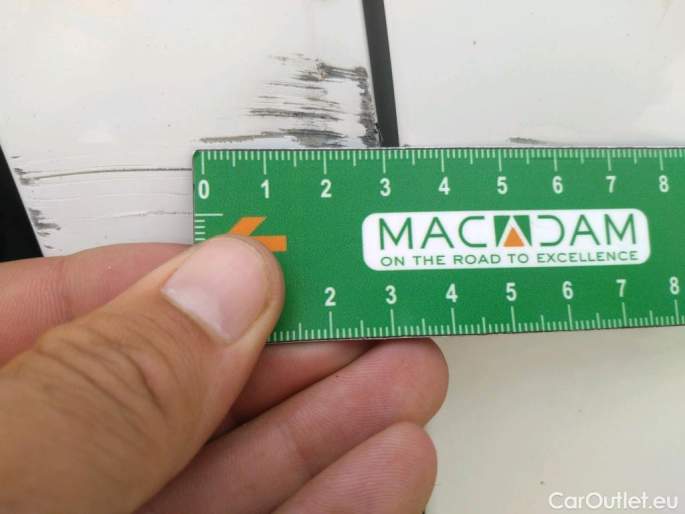 0 1 2 3 4 5 6 7 8
MACADAM
ON THE ROAD TO EXCELLENCE
2 3 4 5 6 7 8
CarOutlet.eu